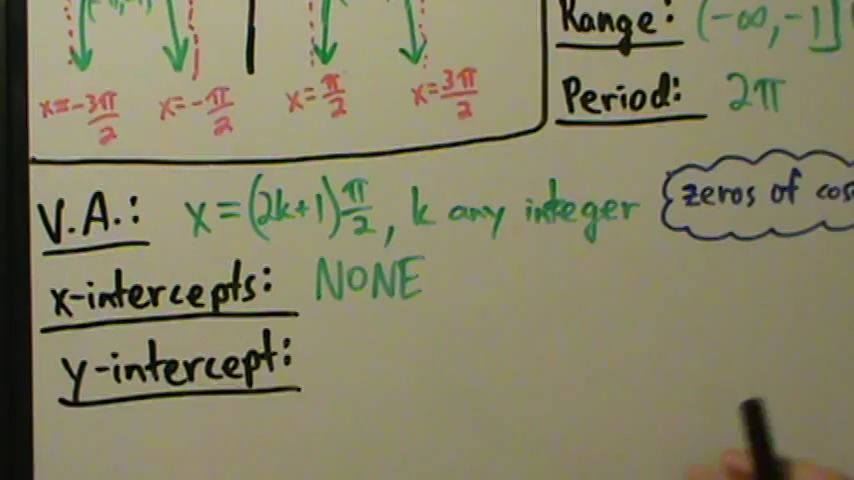 Range: (-∞, -1]
x=-3π/2 x=-π/2 x=π/2 x=3π/2
Period: 2π
V.A.: x=(2k+1)π/2, k any integer zeros of cos
x-intercepts: NONE
y-intercept: